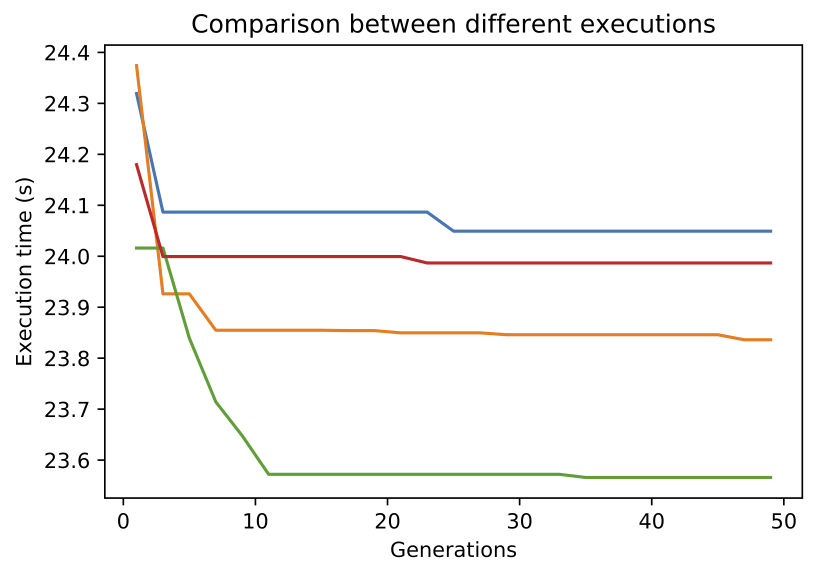 Comparison between different executions
24.4
24.3
24.2
24.1
24.0
23.9
23.8
23.7
23.6
Execution time (s)
0 10 20 30 40 50
Generations